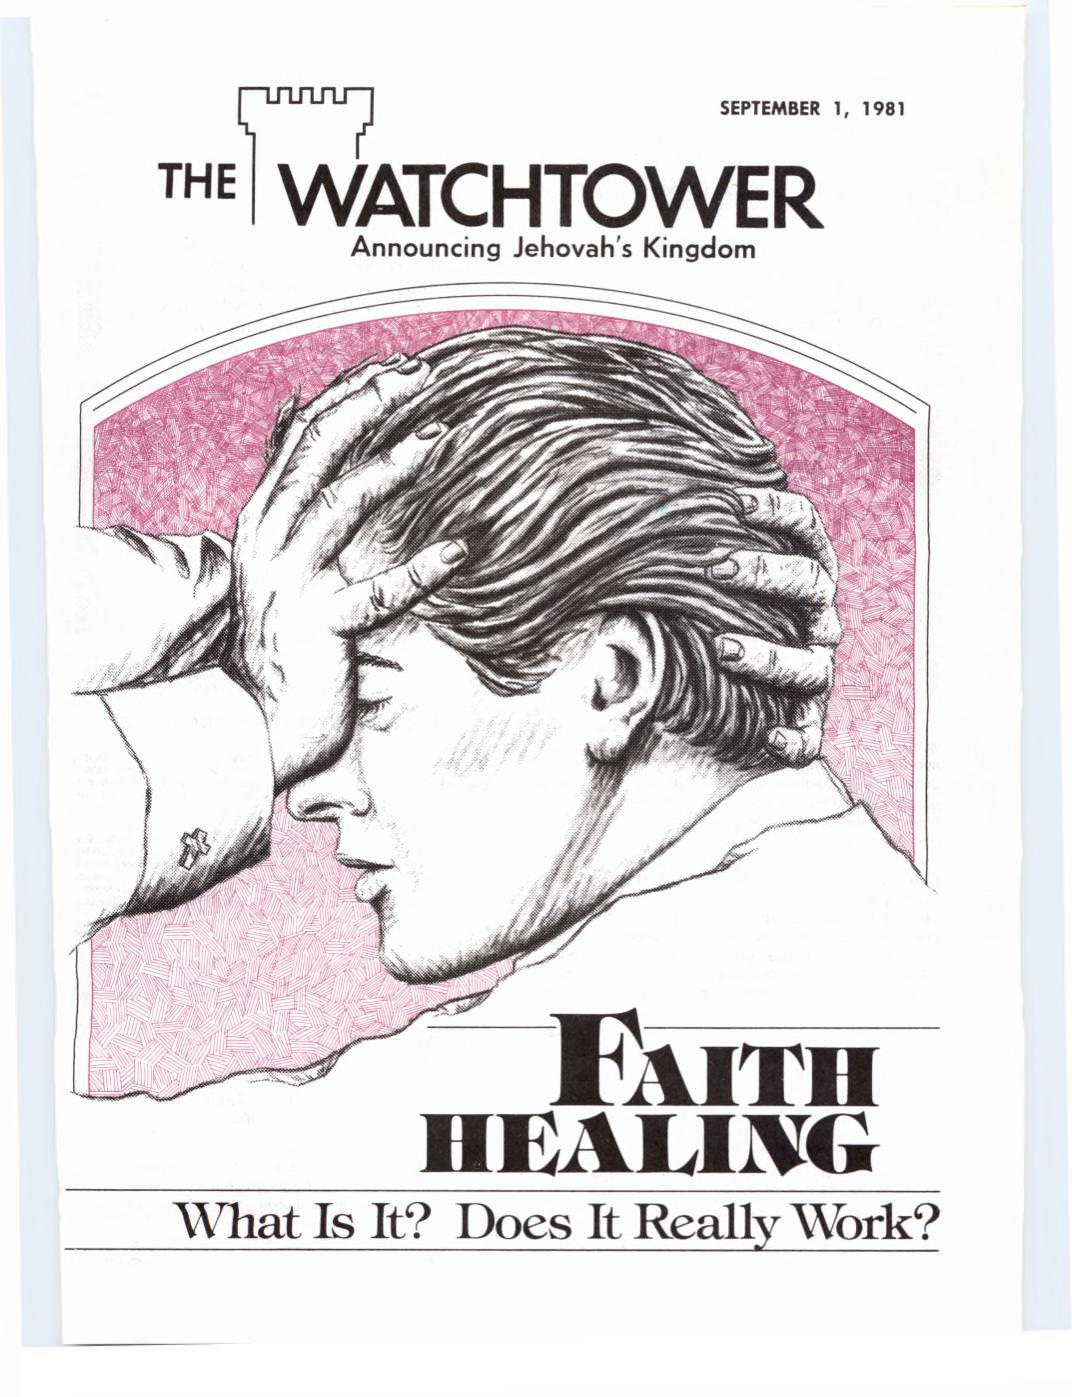 SEPTEMBER 1, 1981
THE WATCHTOWER
Announcing Jehovah's Kingdom
FAITH
HEALING
What Is It? Does It Really Work?